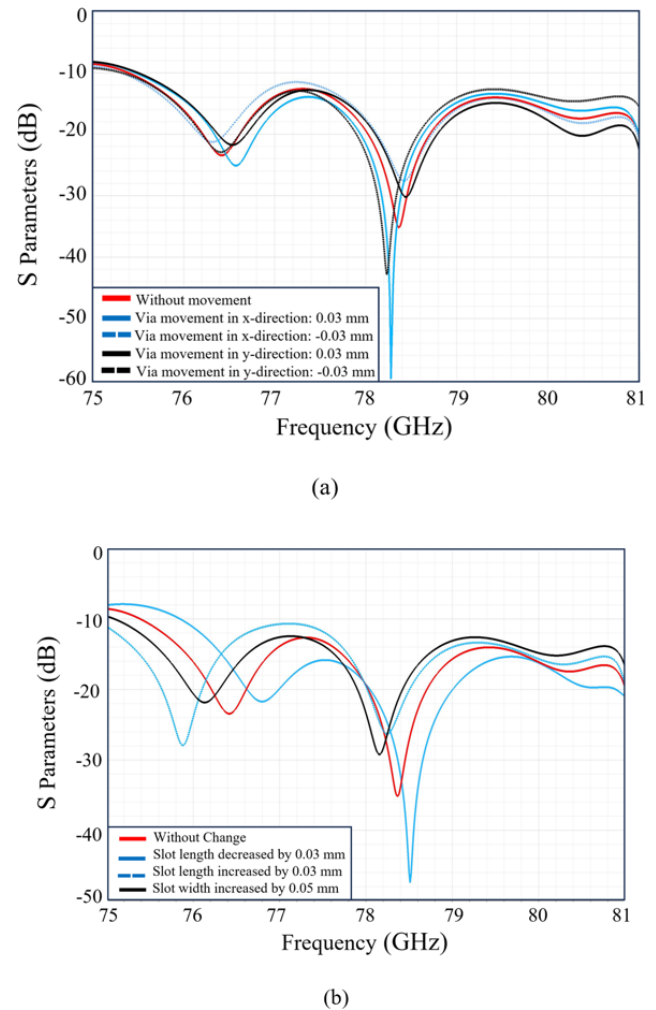 0
-10
-20
-30
-40
-50
-60
S Parameters (dB)
Without movement
Via movement in x-direction: 0.03 mm
Via movement in x-direction: -0.03 mm
Via movement in y-direction: 0.03 mm
Via movement in y-direction: -0.03 mm
75 76 77 78 79 80 81
Frequency (GHz)
(a)
0
-10
-20
-30
-40
-50
S Parameters (dB)
Without Change
Slot length decreased by 0.03 mm
Slot length increased by 0.03 mm
Slot width increased by 0.05 mm
75 76 77 78 79 80 81
Frequency (GHz)
(b)